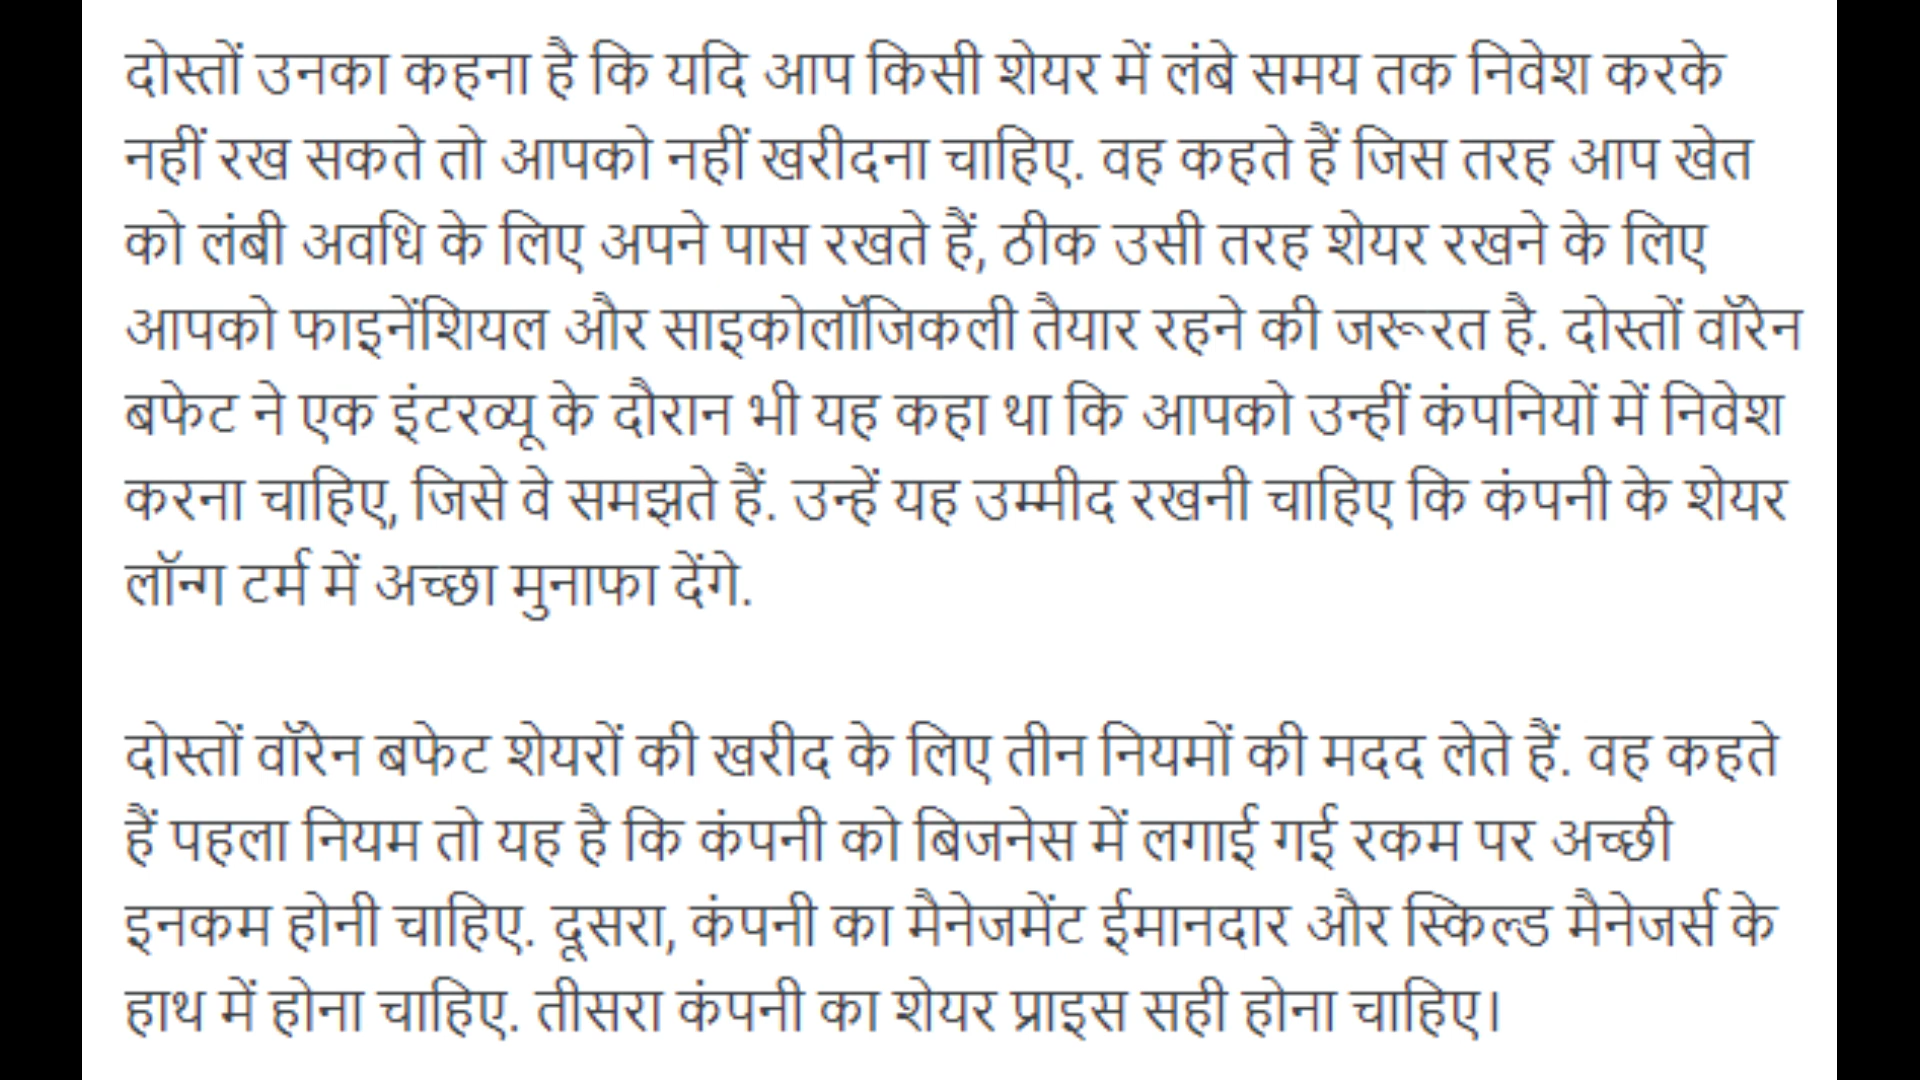 दोस्तों उनका कहना है कि यदि आप किसी शेयर में लंबे समय तक निवेश करके
नहीं रख सकते तो आपको नहीं खरीदना चाहिए. वह कहते हैं जिस तरह आप खेत
को लंबी अवधि के लिए अपने पास रखते हैं, ठीक उसी तरह शेयर रखने के लिए
आपको फाइनेंशियल और साइकोलॉजिकली तैयार रहने की जरूरत है. दोस्तों वॉरेन
बफेट ने एक इंटरव्यू के दौरान भी यह कहा था कि आपको उन्हीं कंपनियों में निवेश
करना चाहिए, जिसे वे समझते हैं. उन्हें यह उम्मीद रखनी चाहिए कि कंपनी के शेयर
लॉन्ग टर्म में अच्छा मुनाफा देंगे.
दोस्तों वॉरेन बफेट शेयरों की खरीद के लिए तीन नियमों की मदद लेते हैं. वह कहते
हैं पहला नियम तो यह है कि कंपनी को बिजनेस में लगाई गई रकम पर अच्छी
इनकम होनी चाहिए. दूसरा, कंपनी का मैनेजमेंट ईमानदार और स्किल्ड मैनेजर्स के
हाथ में होना चाहिए. तीसरा कंपनी का शेयर प्राइस सही होना चाहिए।